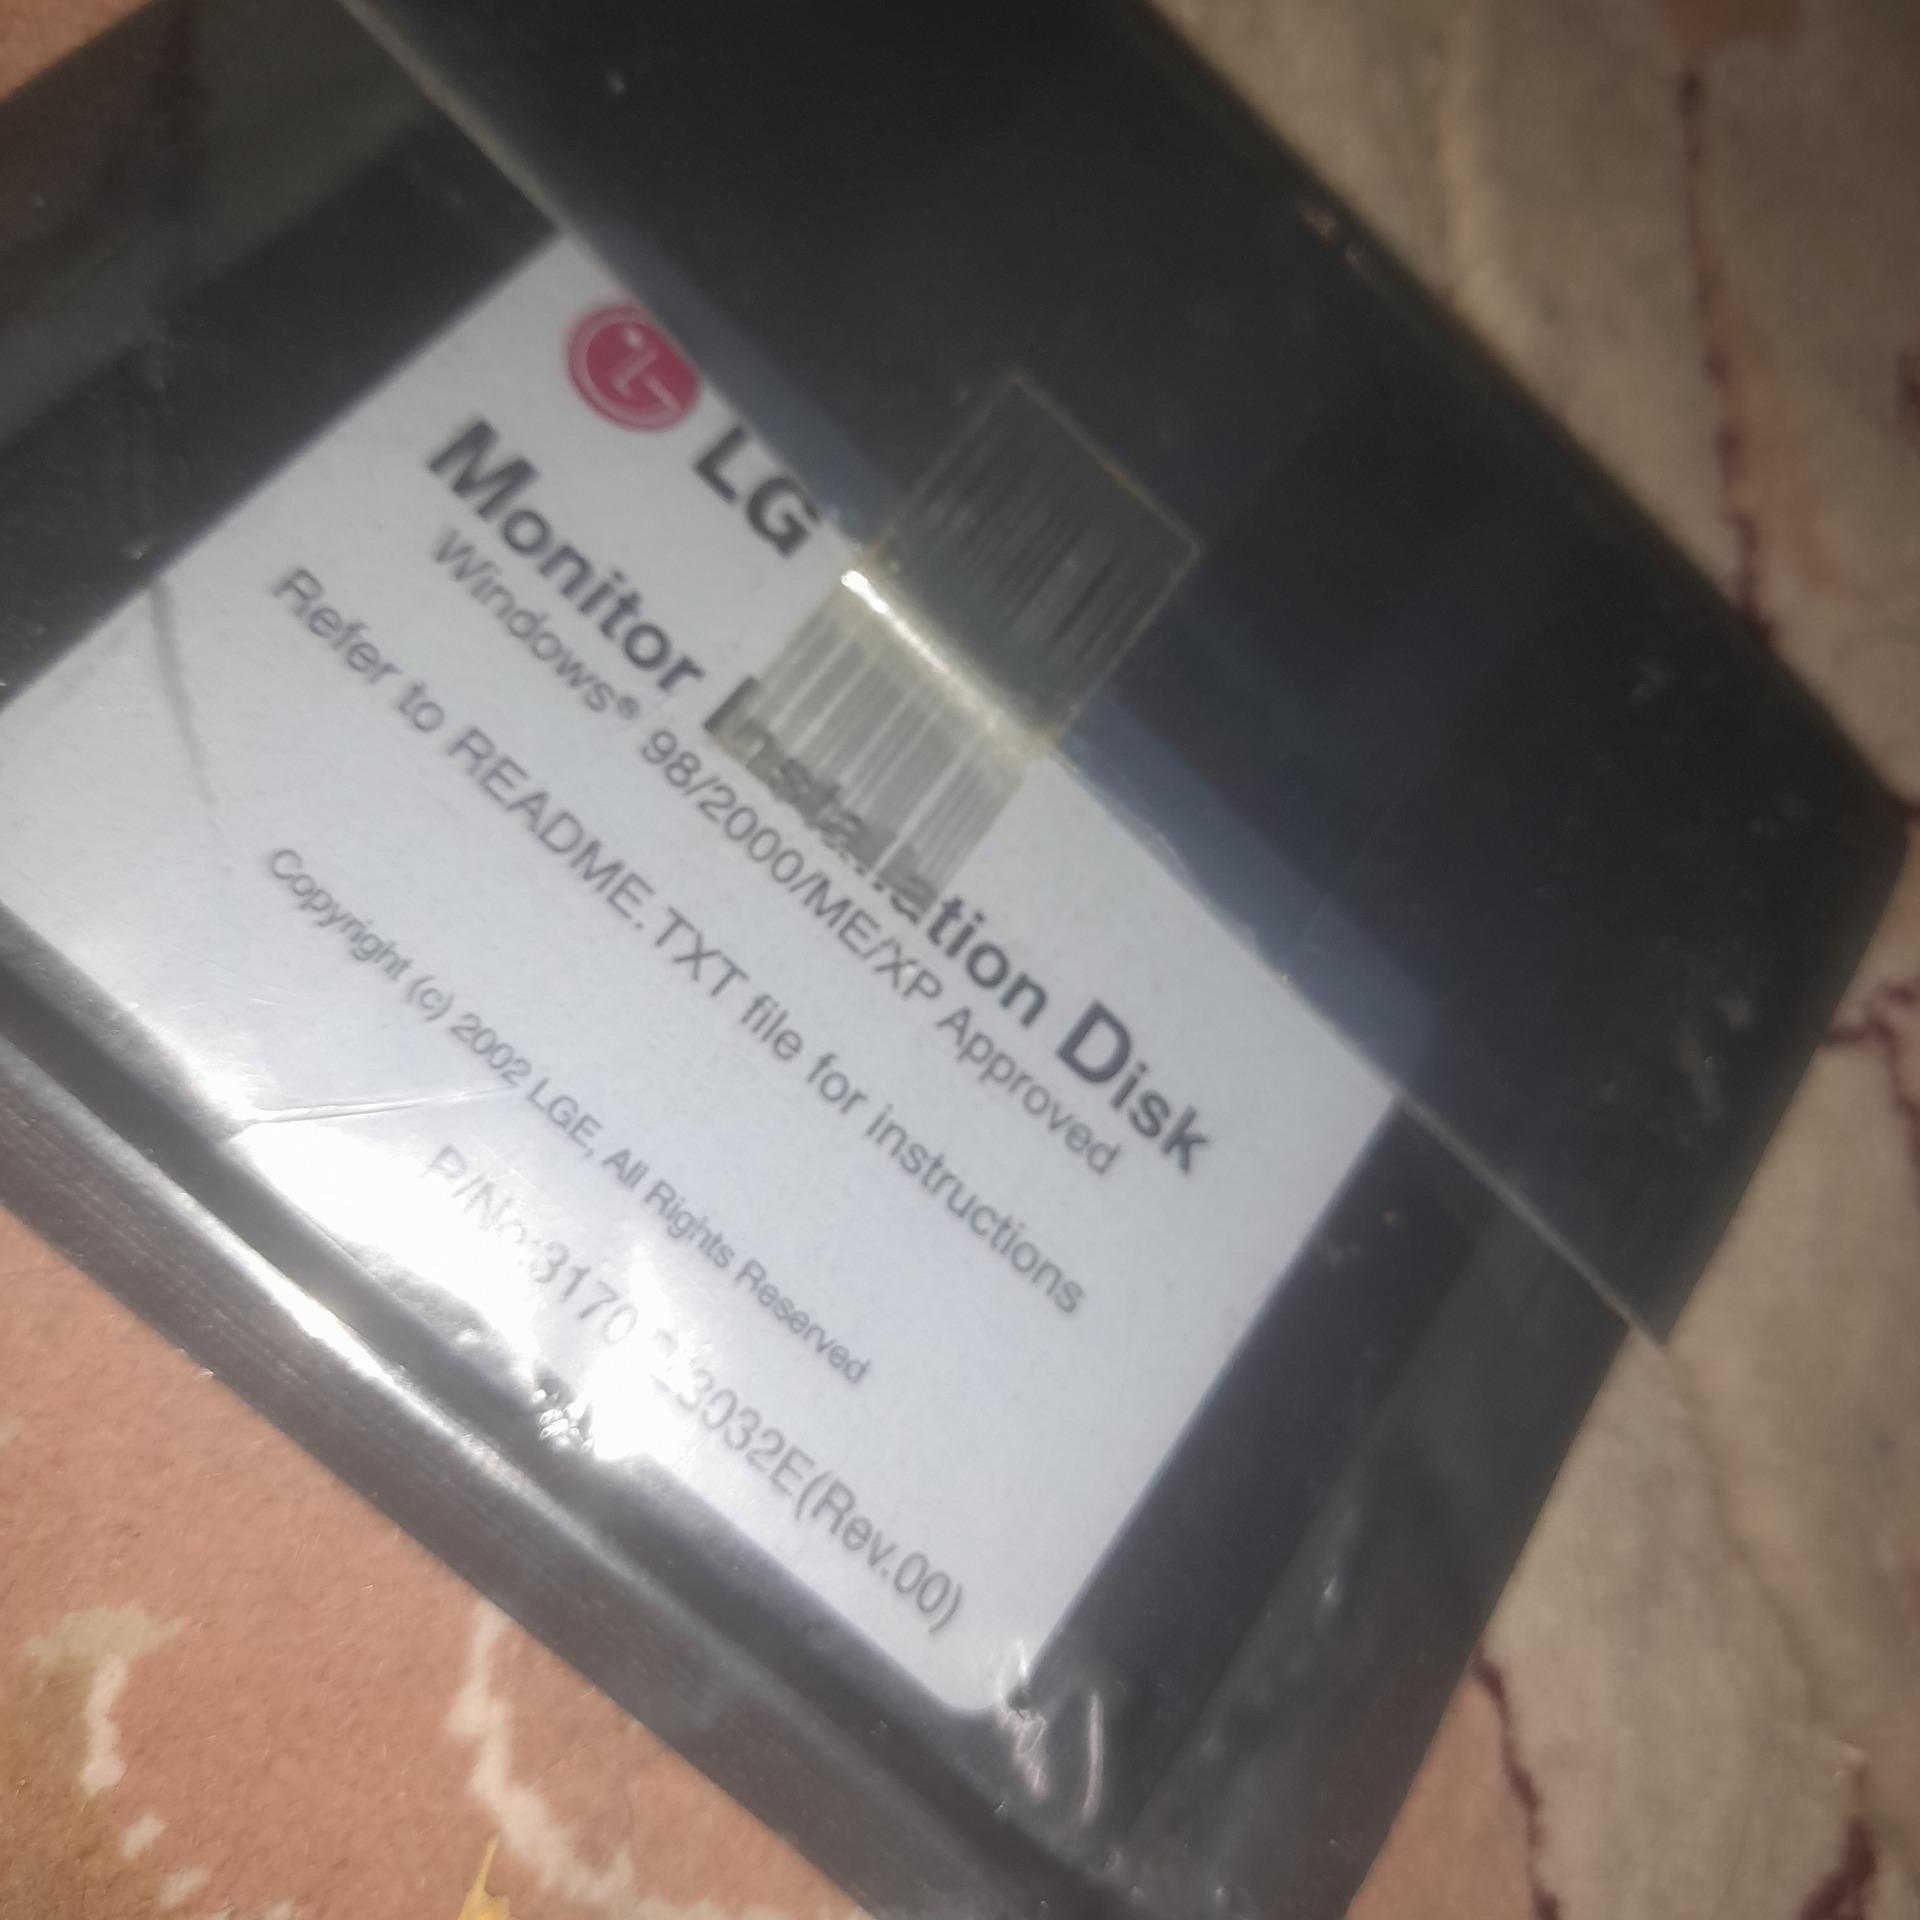 LG
Monitor Installation Disk
Windows® 98/2000/ME/XP Approved
Refer to README.TXT file for instructions
Copyright (c) 2002 LGE, All Rights Reserved